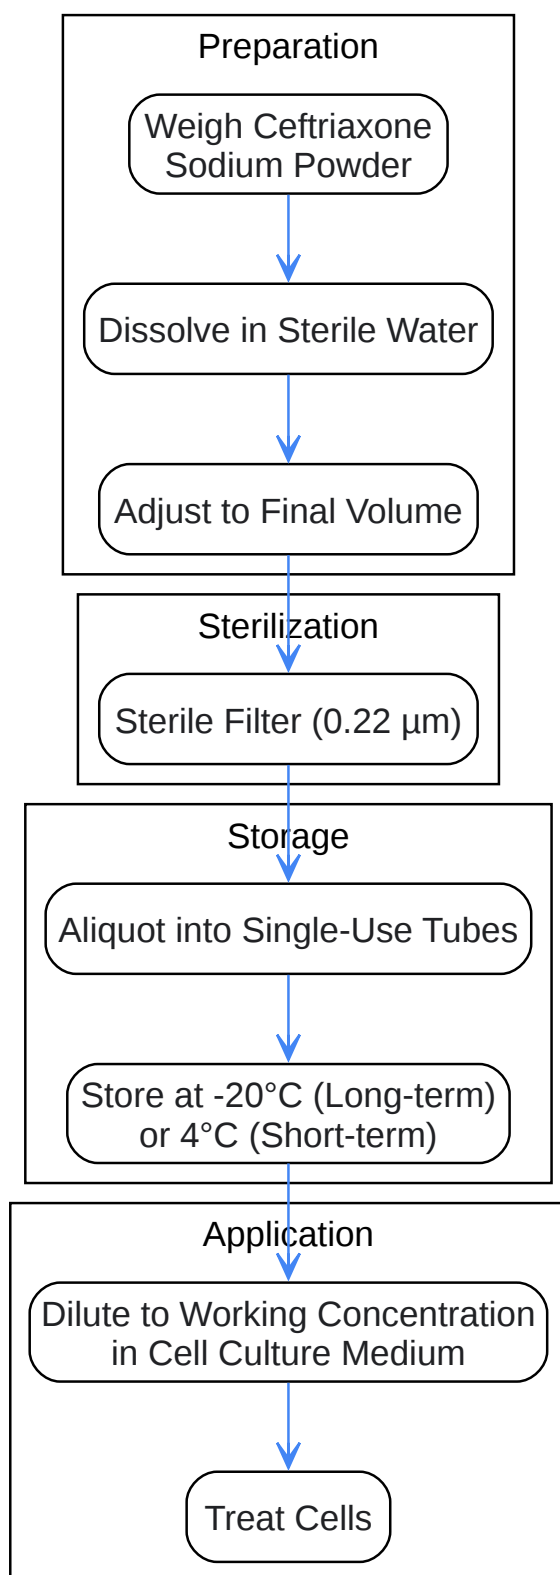 Preparation
Weigh Ceftriaxone
Sodium Powder
Dissolve in Sterile Water
Adjust to Final Volume
Sterilization
Sterile Filter (0.22 µm)
Storage
Aliquot into Single-Use Tubes
Store at -20°C (Long-term)
or 4°C (Short-term)
Application
Dilute to Working Concentration
in Cell Culture Medium
Treat Cells